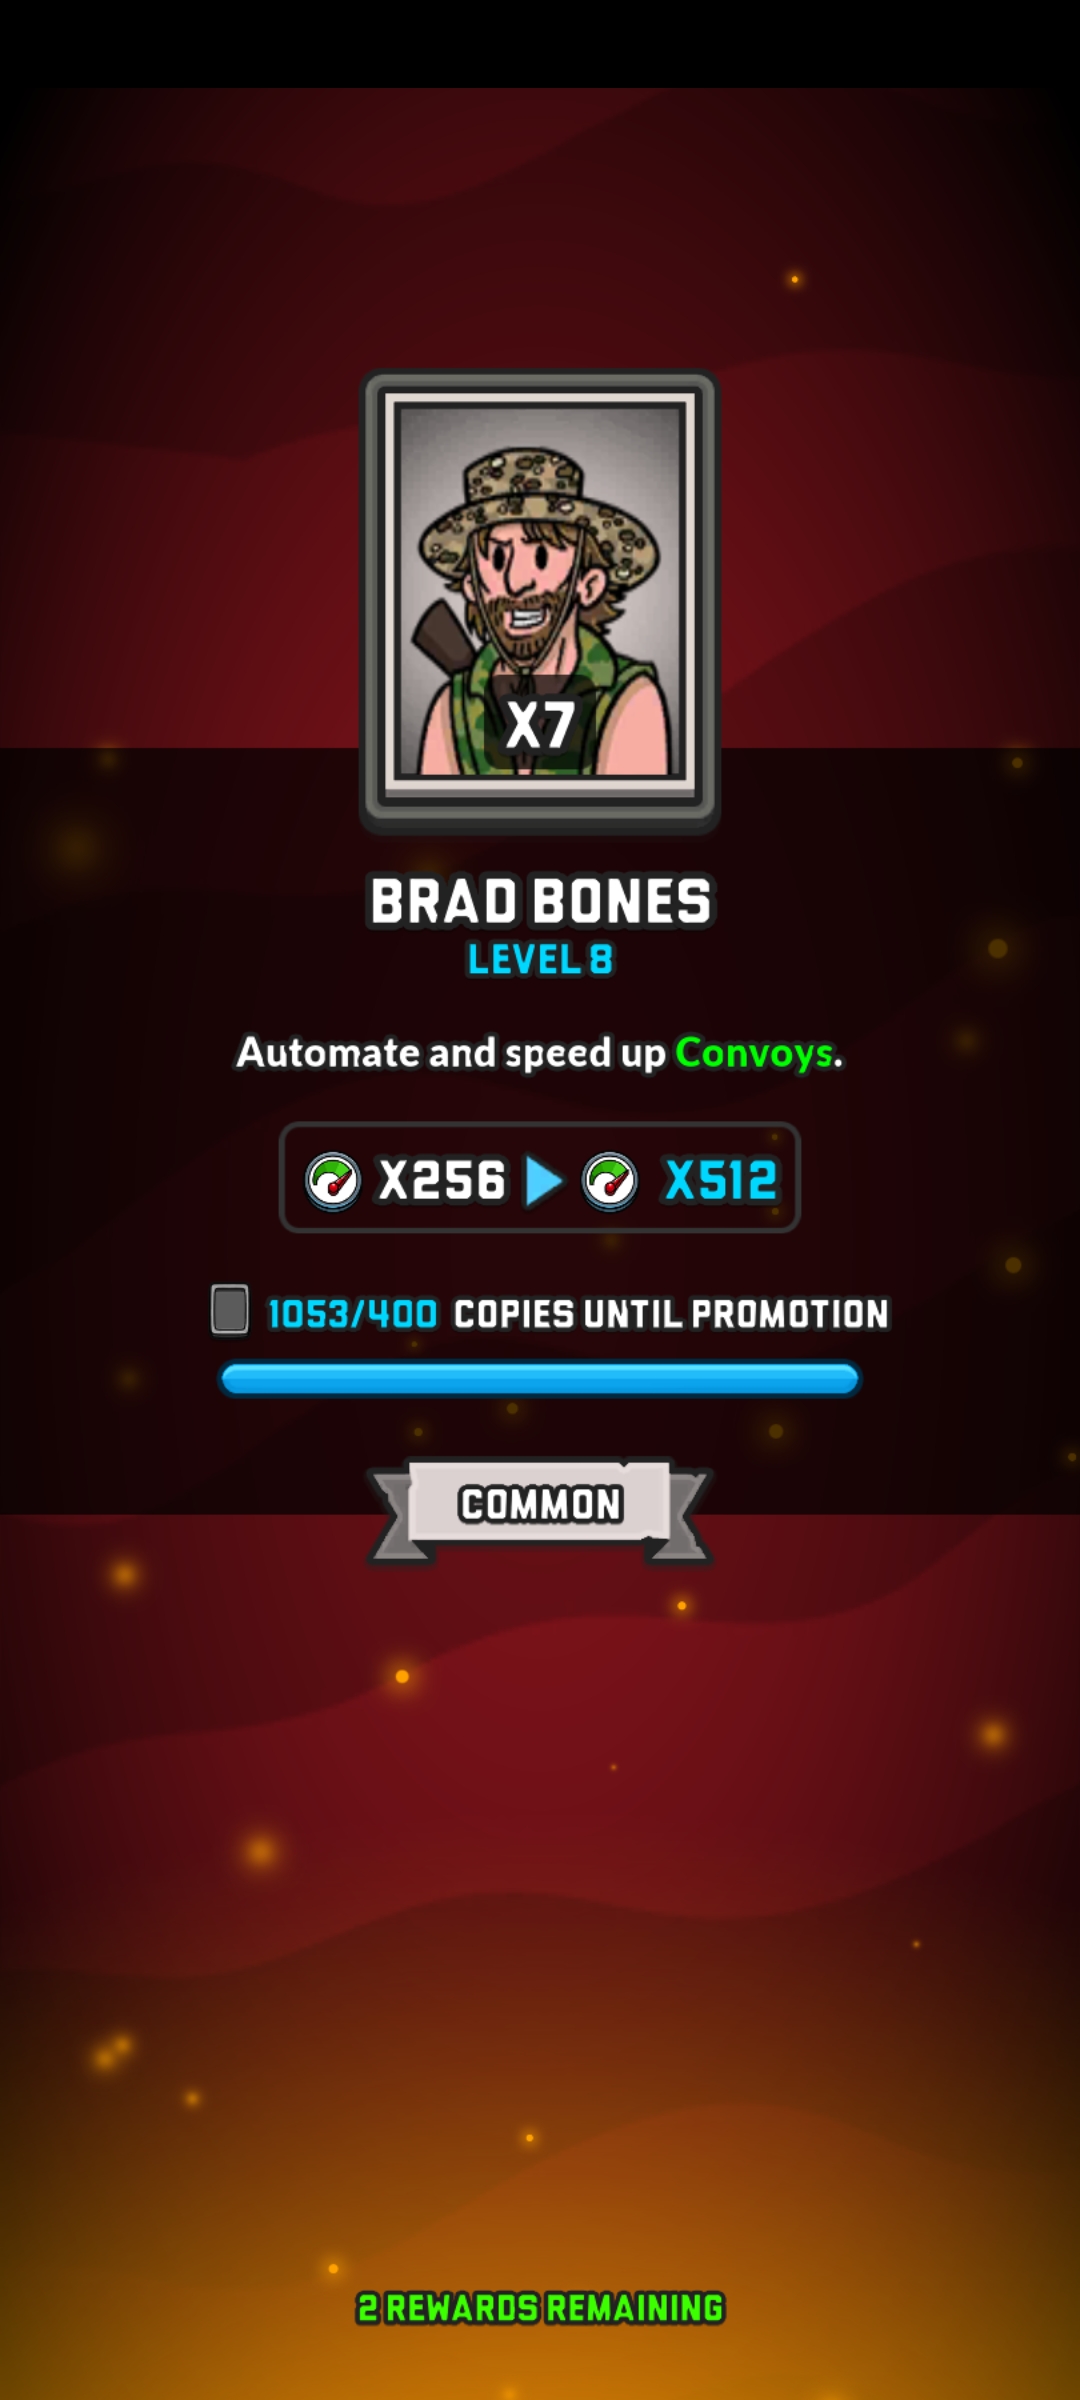 X7
BRAD BONES
LEVEL 8
Automate and speed up Convoys.
X256 X512
1053/400 COPIES UNTIL PROMOTION
COMMON
2 REWARDS REMAINING